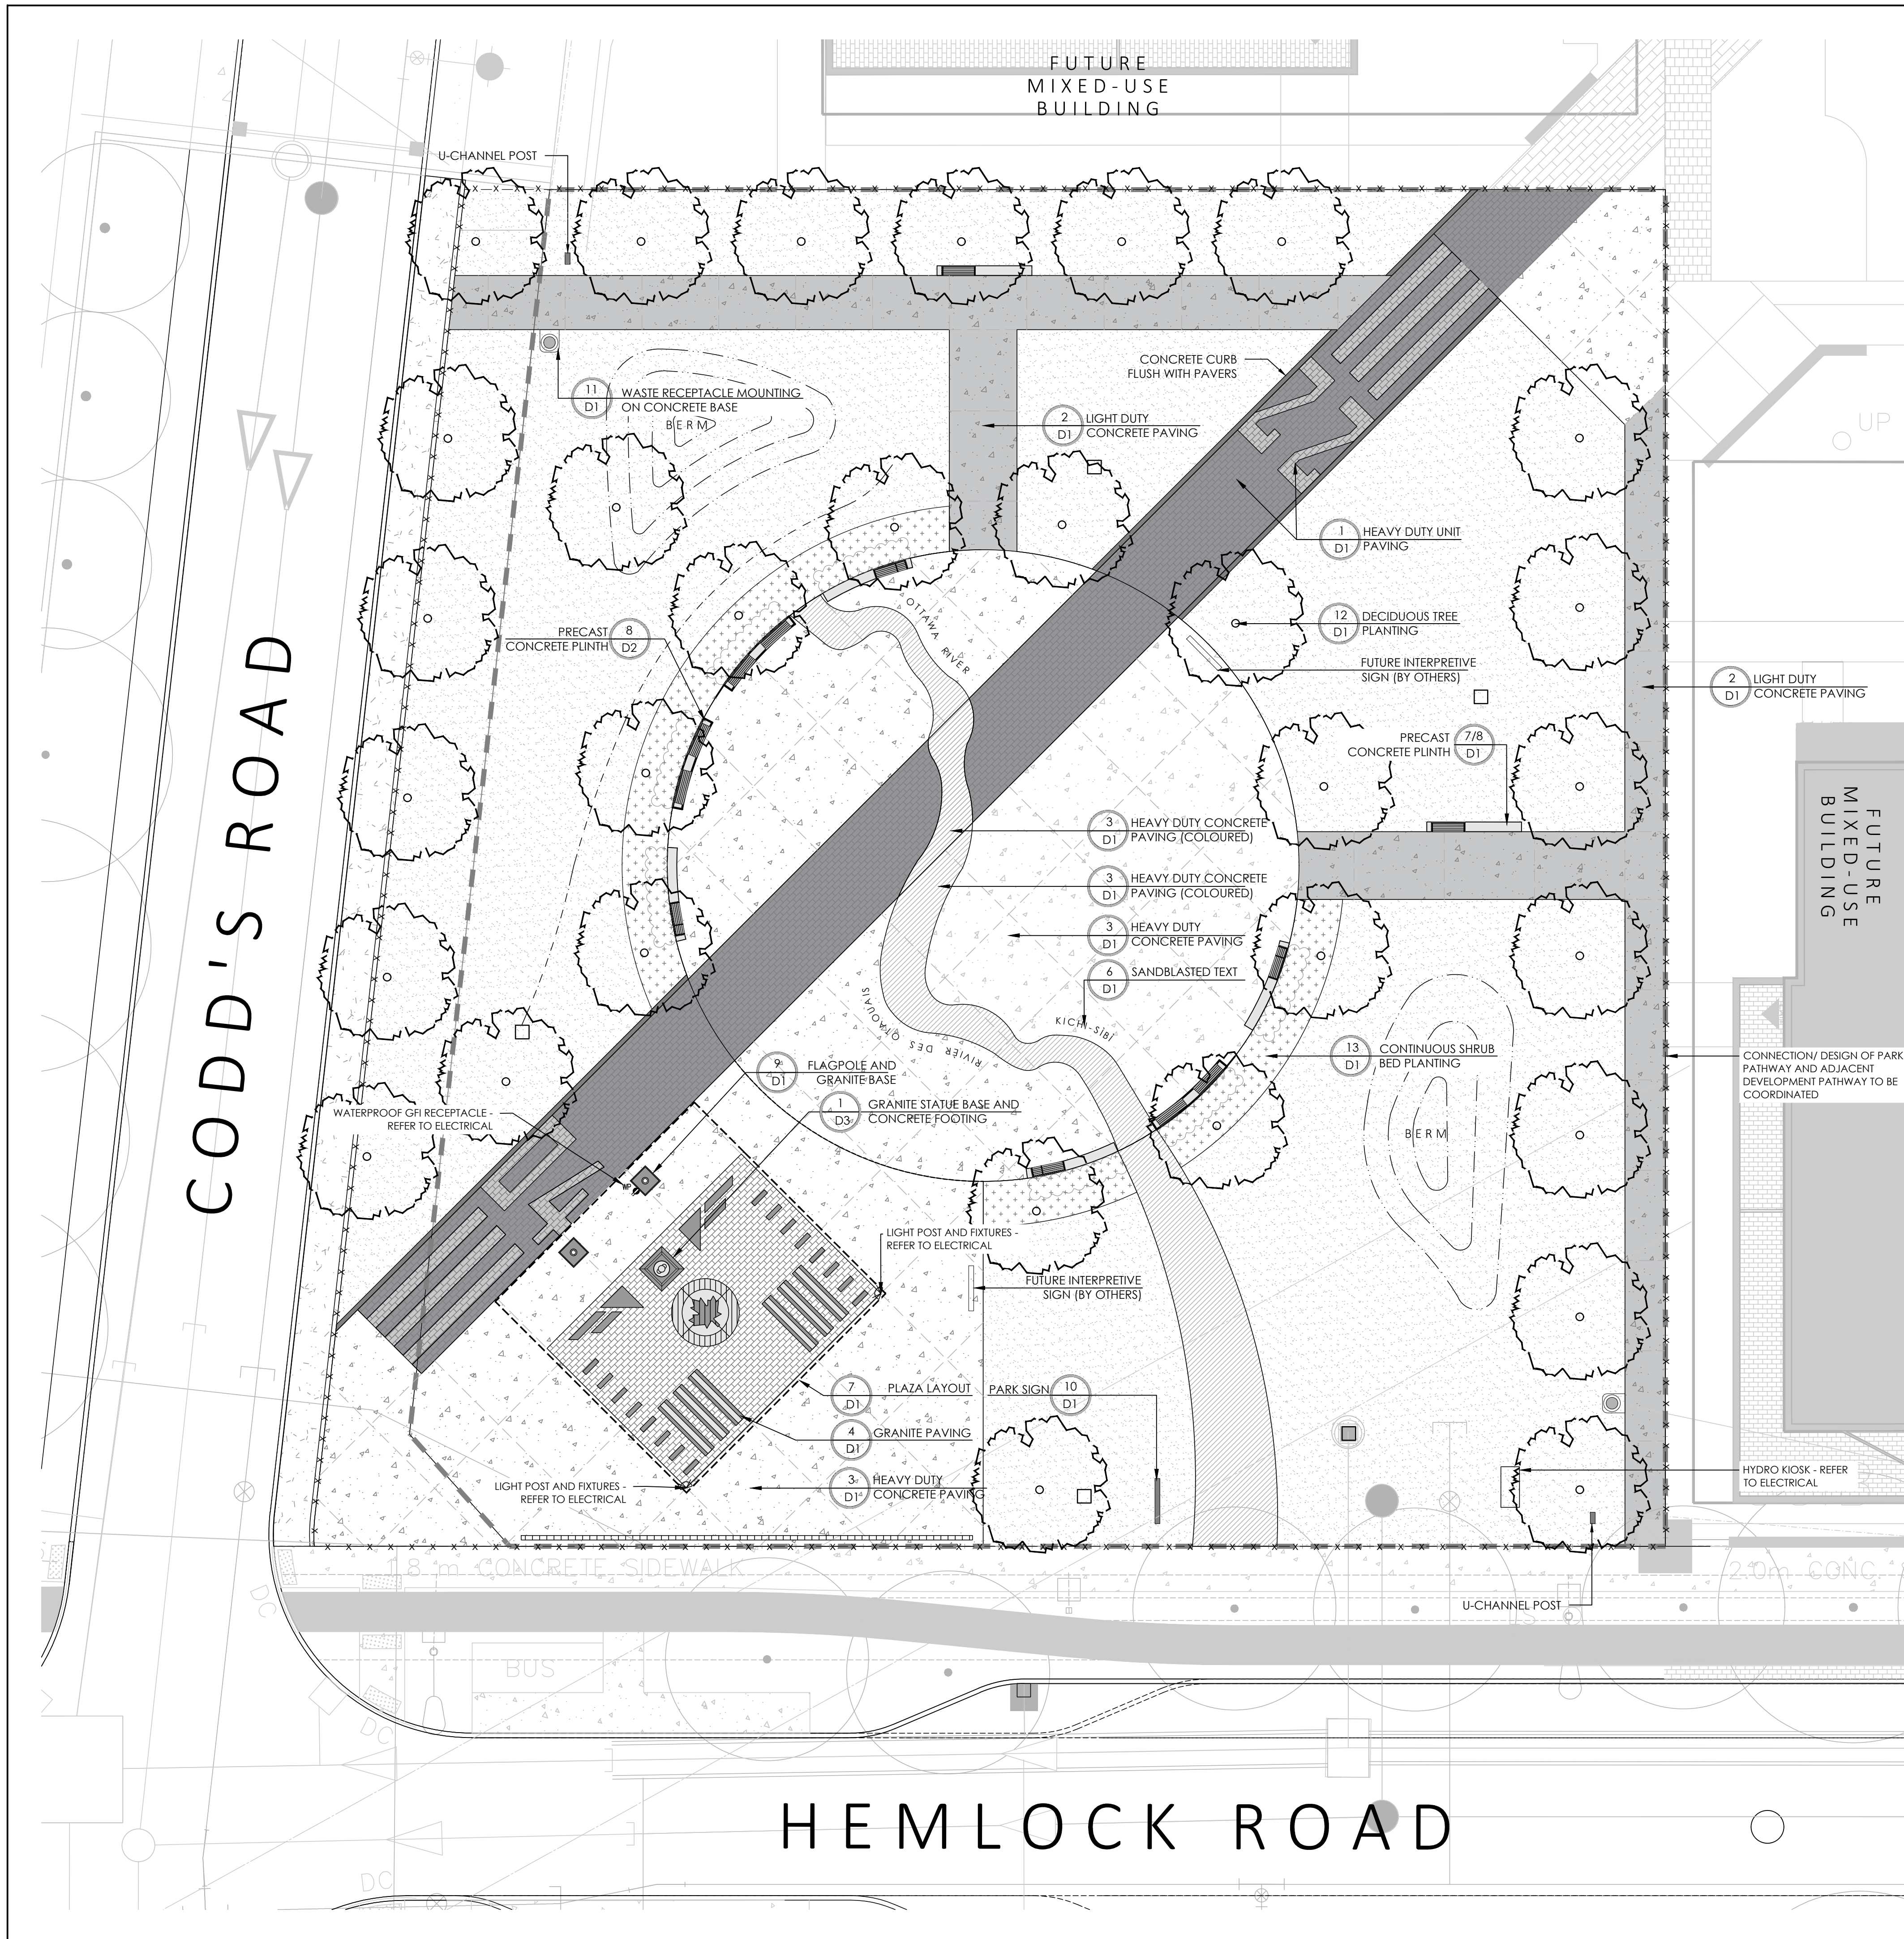 FUTURE
MIXED-USE
BUILDING
U-CHANNEL POST
CONCRETE CURB
FLUSH WITH PAVERS
11
D1
WASTE RECEPTACLE MOUNTING
ON CONCRETE BASE
BERM
2
D1
LIGHT DUTY
CONCRETE PAVING
UP
1
D1
HEAVY DUTY UNIT
PAVING
OTTAWA RIVER
12
D1
DECIDUOUS TREE
PLANTING
PRECAST
CONCRETE PLINTH
8
D2
FUTURE INTERPRETIVE
SIGN (BY OTHERS)
2
D1
LIGHT DUTY
CONCRETE PAVING
PRECAST
CONCRETE PLINTH
7/8
D1
CODD'S ROAD
FUTURE
MIXED-USE
BUILDING
3
D1
HEAVY DUTY CONCRETE
PAVING (COLOURED)
3
D1
HEAVY DUTY CONCRETE
PAVING (COLOURED)
3
D1
HEAVY DUTY
CONCRETE PAVING
6
D1
SANDBLASTED TEXT
KICHI-SIBI
RIVIER DES OTAOUAIS
13
D1
CONTINUOUS SHRUB
BED PLANTING
CONNECTION/ DESIGN OF PARK
PATHWAY AND ADJACENT
DEVELOPMENT PATHWAY TO BE
COORDINATED
9
D1
FLAGPOLE AND
GRANITE BASE
1
D3
GRANITE STATUE BASE AND
CONCRETE FOOTING
WATERPROOF GFI RECEPTACLE -
REFER TO ELECTRICAL
BERM
WP
LIGHT POST AND FIXTURES -
REFER TO ELECTRICAL
FUTURE INTERPRETIVE
SIGN (BY OTHERS)
7
D1
PLAZA LAYOUT
PARK SIGN
10
D1
4
D1
GRANITE PAVING
3
D1
HEAVY DUTY
CONCRETE PAVING
LIGHT POST AND FIXTURES -
REFER TO ELECTRICAL
HYDRO KIOSK - REFER
TO ELECTRICAL
1.8 m CONCRETE SIDEWALK
2.0m CONC.
U-CHANNEL POST
DC
BUS
DC
HEMLOCK ROAD
DC